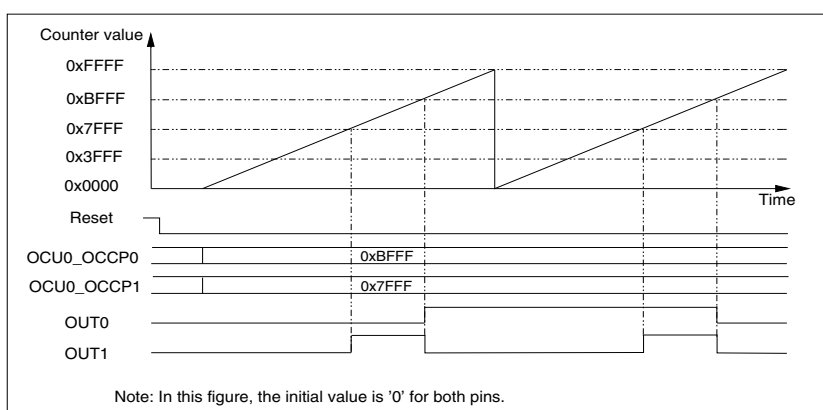 Counter value
0xFFFF
0xBFFF
0x7FFF
0x3FFF
0x0000
Time
Reset
OCU0_OCCP0 0xBFFF
OCU0_OCCP1 0x7FFF
OUT0
OUT1
Note: In this figure, the initial value is '0' for both pins.